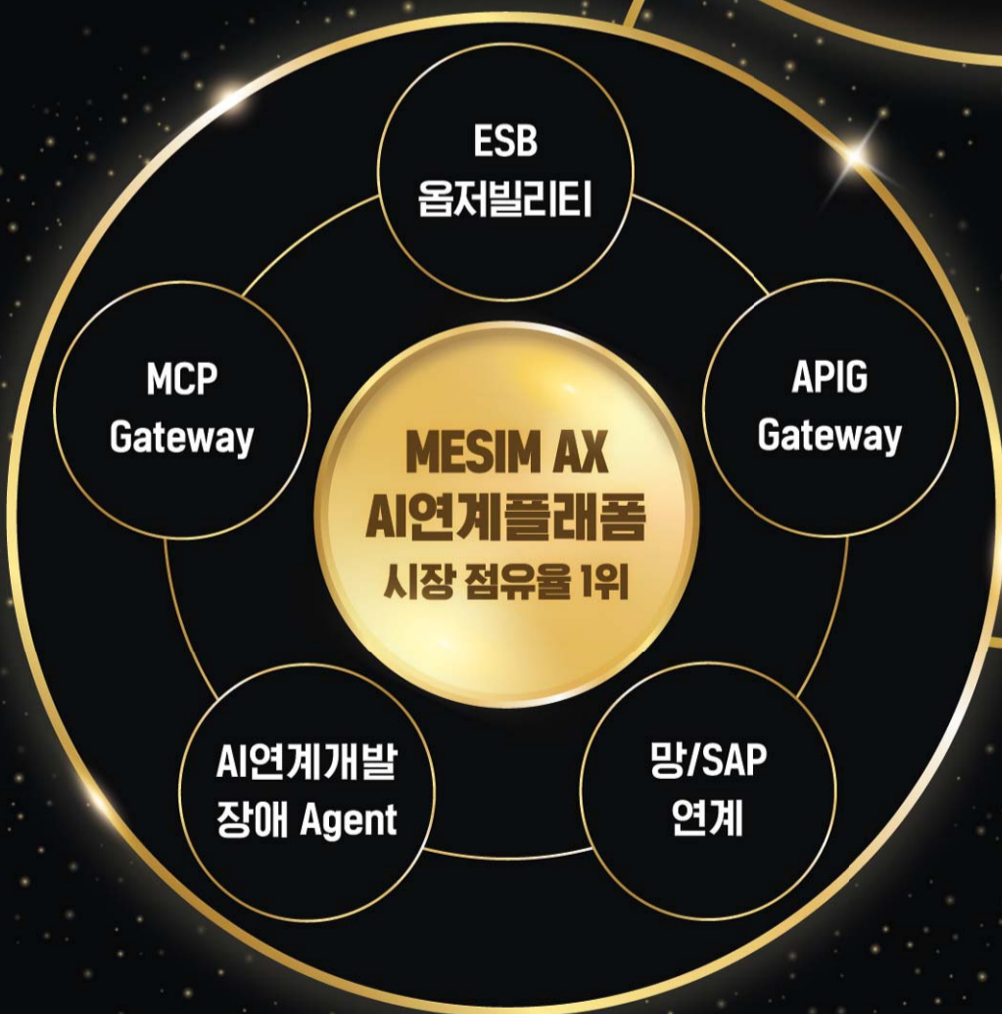 ESB
옵저빌리티
MCP
Gateway
APIG
Gateway
MESIM AX
AI연계플래폼
시장 점유율 1위
AI연계개발
장애 Agent
망/SAP
연계